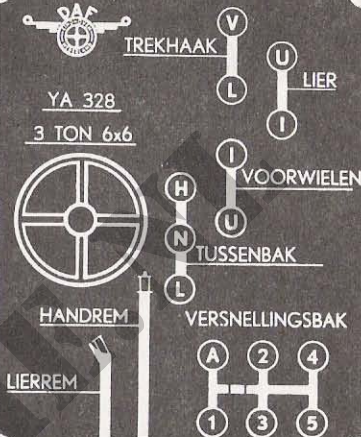 DAF
YA 328
3 TON 6x6
V
TREKHAAK
L
U
LIER
I
I
VOORWIELEN
U
H
N
TUSSENBAK
L
HANDREM
LIERREM
VERSNELLINGSBAK
A 2 4
1 3 5